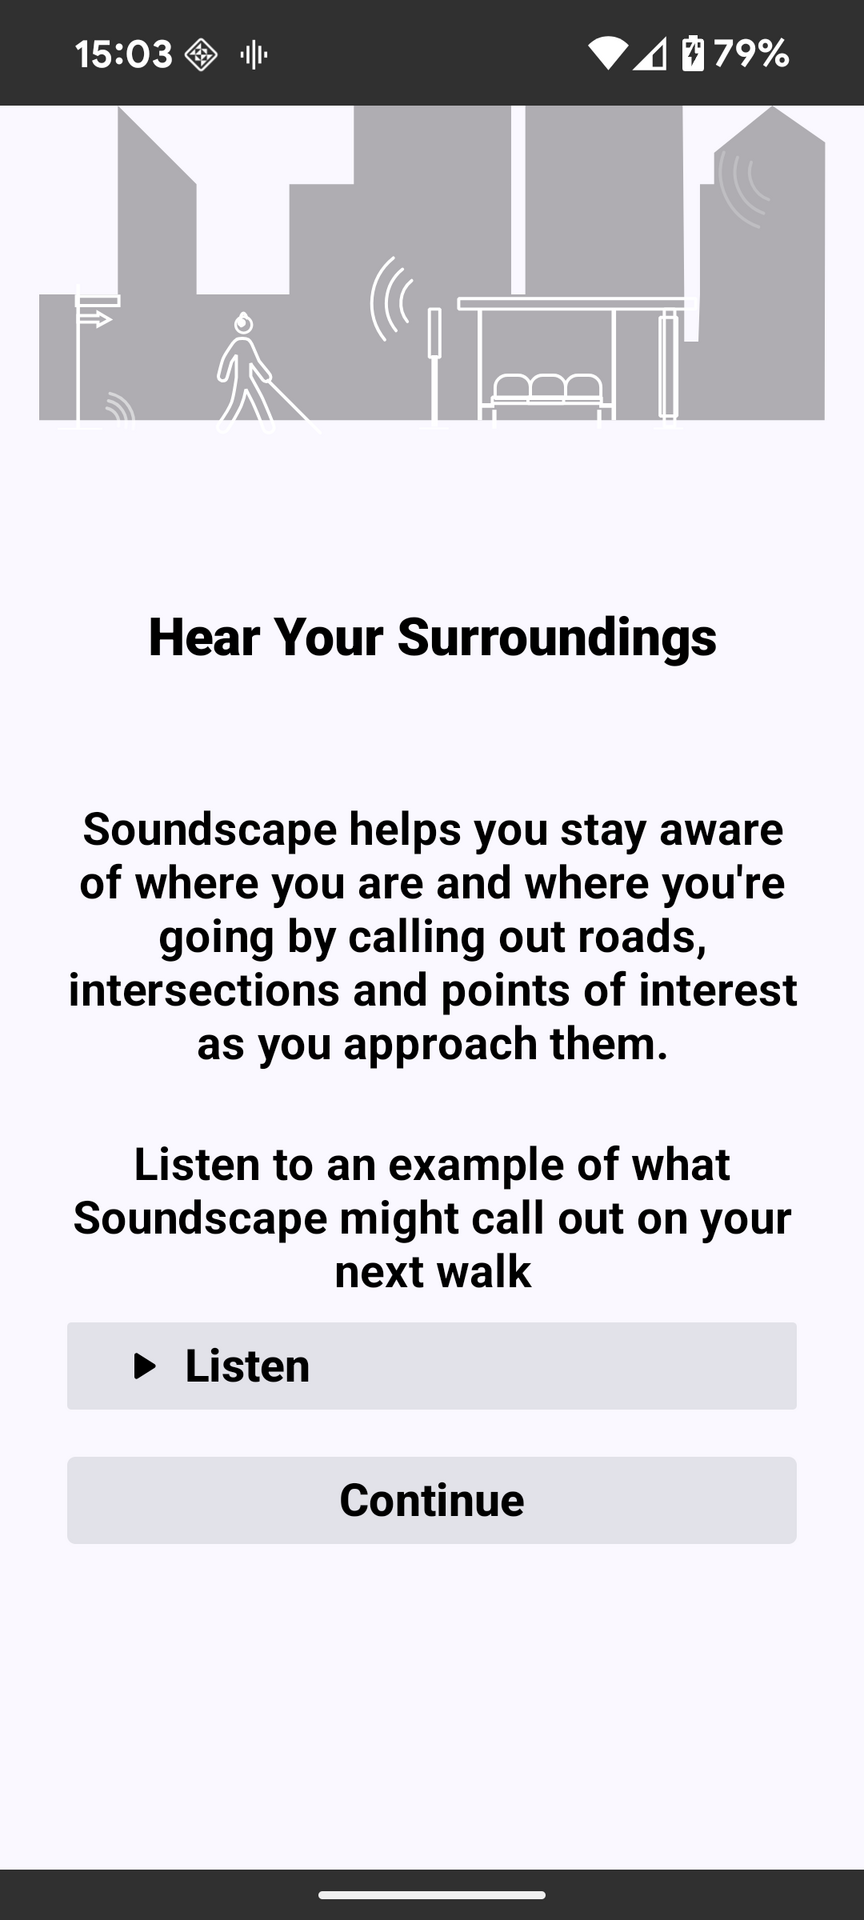 15:03 79%
Hear Your Surroundings
Soundscape helps you stay aware
of where you are and where you're
going by calling out roads,
intersections and points of interest
as you approach them.
Listen to an example of what
Soundscape might call out on your
next walk
Listen
Continue